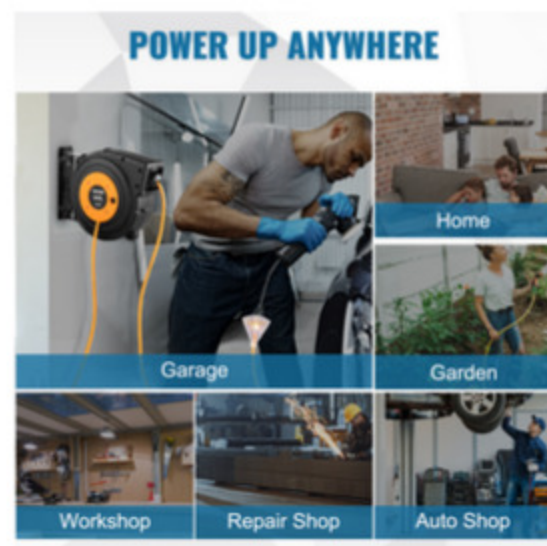 POWER UP ANYWHERE
Home
Garage
Garden
Workshop
Repair Shop
Auto Shop